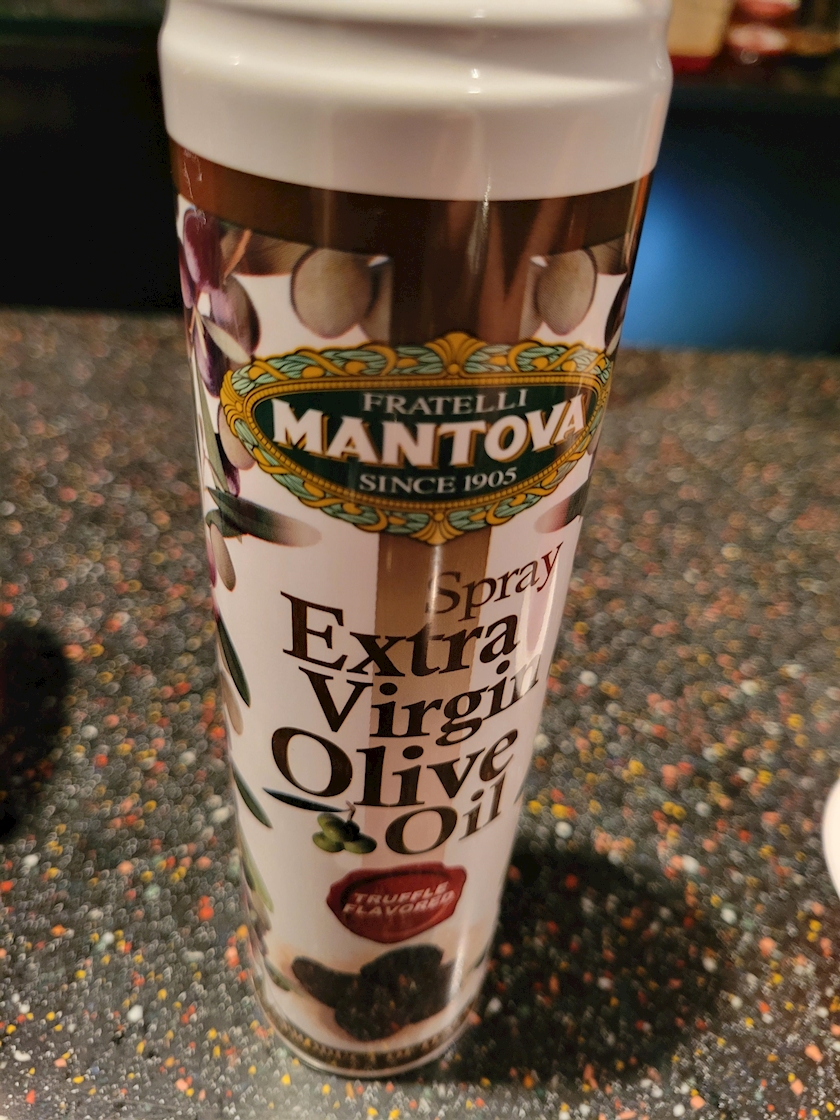 FRATELLI
MANTOVA
SINCE 1905
Spray
Extra
Virgin
Olive
Oil
TRUFFLE
FLAVORED